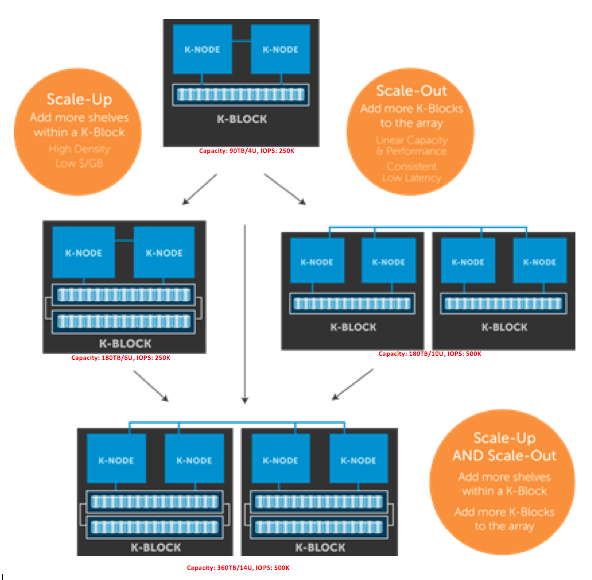 K-NODE K-NODE
K-BLOCK
Capacity: 90TB/4U, IOPS: 250K
Scale-Up
Add more shelves
within a K-Block
High Density
Low $/GB
Scale-Out
Add more K-Blocks
to the array
Linear Capacity
& Performance
Consistent
Low Latency
K-NODE K-NODE
K-BLOCK
Capacity: 180TB/6U, IOPS: 250K
K-NODE K-NODE
K-BLOCK
K-NODE K-NODE
K-BLOCK
Capacity: 180TB/10U, IOPS: 500K
K-NODE K-NODE
K-BLOCK
K-NODE K-NODE
K-BLOCK
Capacity: 360TB/14U, IOPS: 500K
Scale-Up
AND Scale-Out
Add more shelves
within a K-Block
Add more K-Blocks
to the array